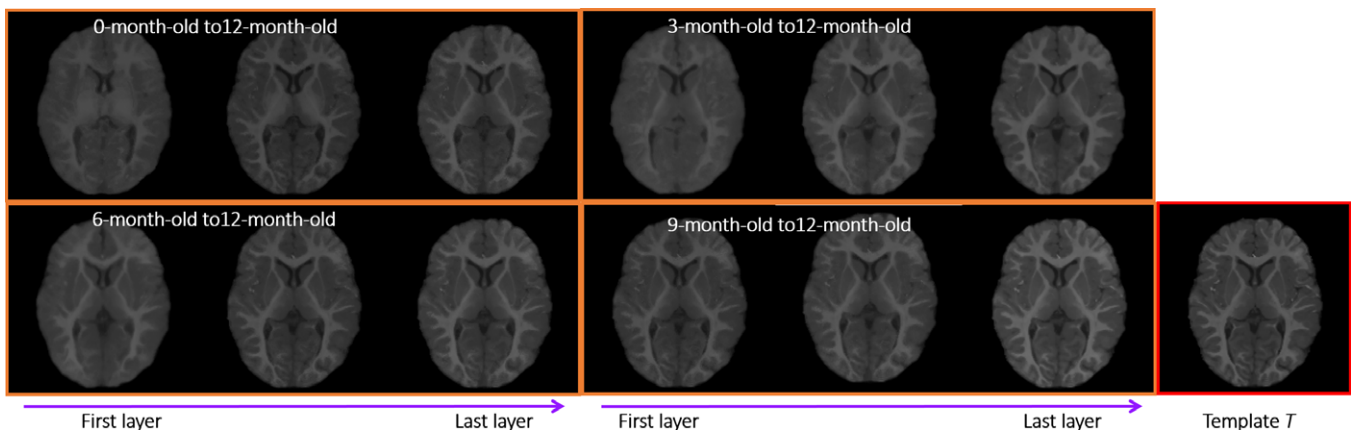 0-month-old to12-month-old
3-month-old to12-month-old
6-month-old to12-month-old
9-month-old to12-month-old
First layer
Last layer
First layer
Last layer
Template T